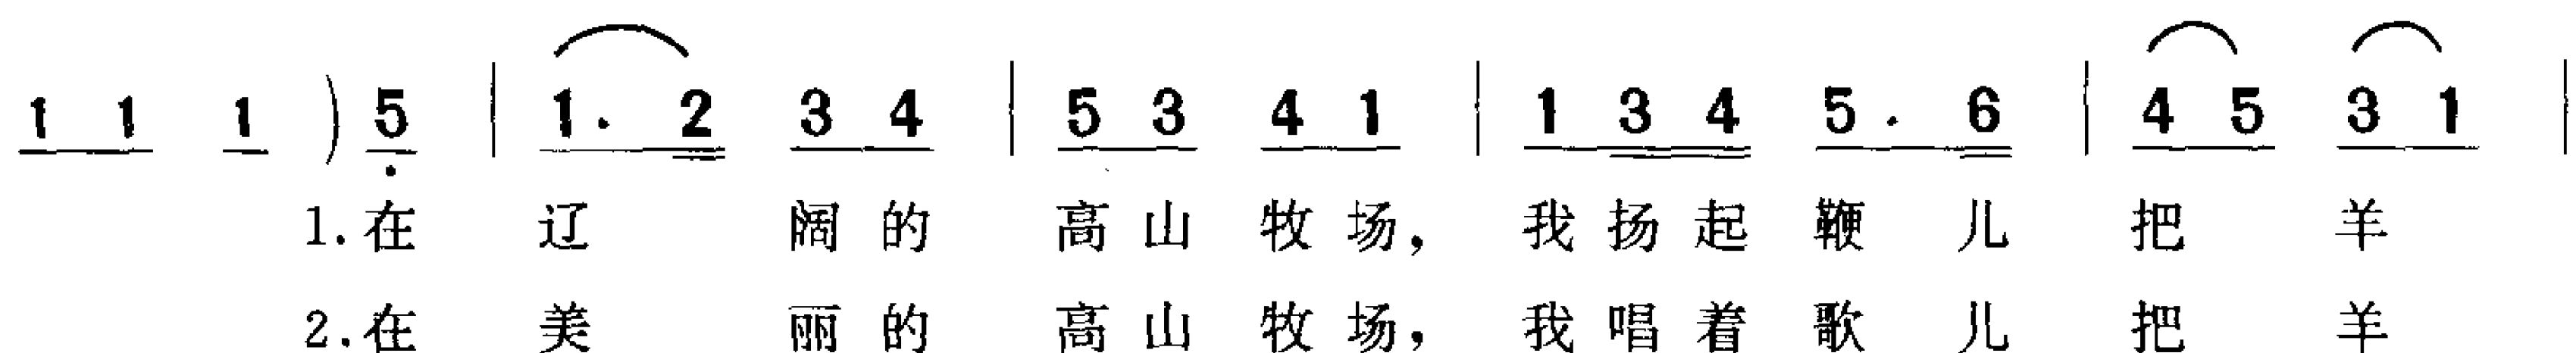 1 1 1 ) 5 | 1. 2 3 4 | 5 3 4 1 | 1 3 4 5. 6 | 4 5 3 1 |
1.在 辽 阔 的 高 山 牧 场, 我 扬 起 鞭 儿 把 羊
2.在 美 丽 的 高 山 牧 场, 我 唱 着 歌 儿 把 羊